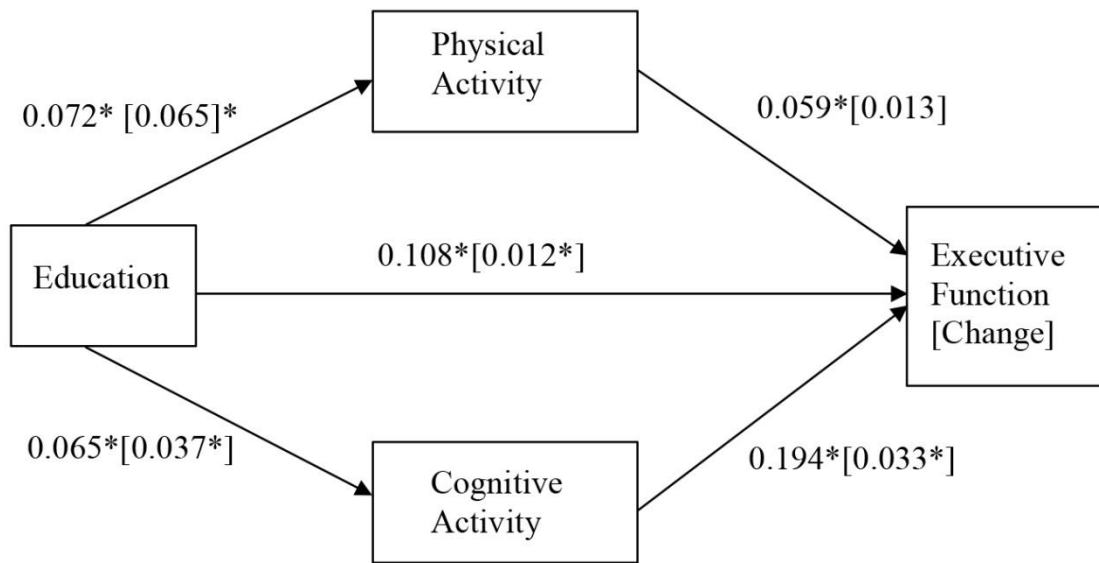 Physical
Activity
0.072* [0.065]*
0.059*[0.013]
Education
0.108*[0.012*]
Executive
Function
[Change]
0.065*[0.037*]
0.194*[0.033*]
Cognitive
Activity